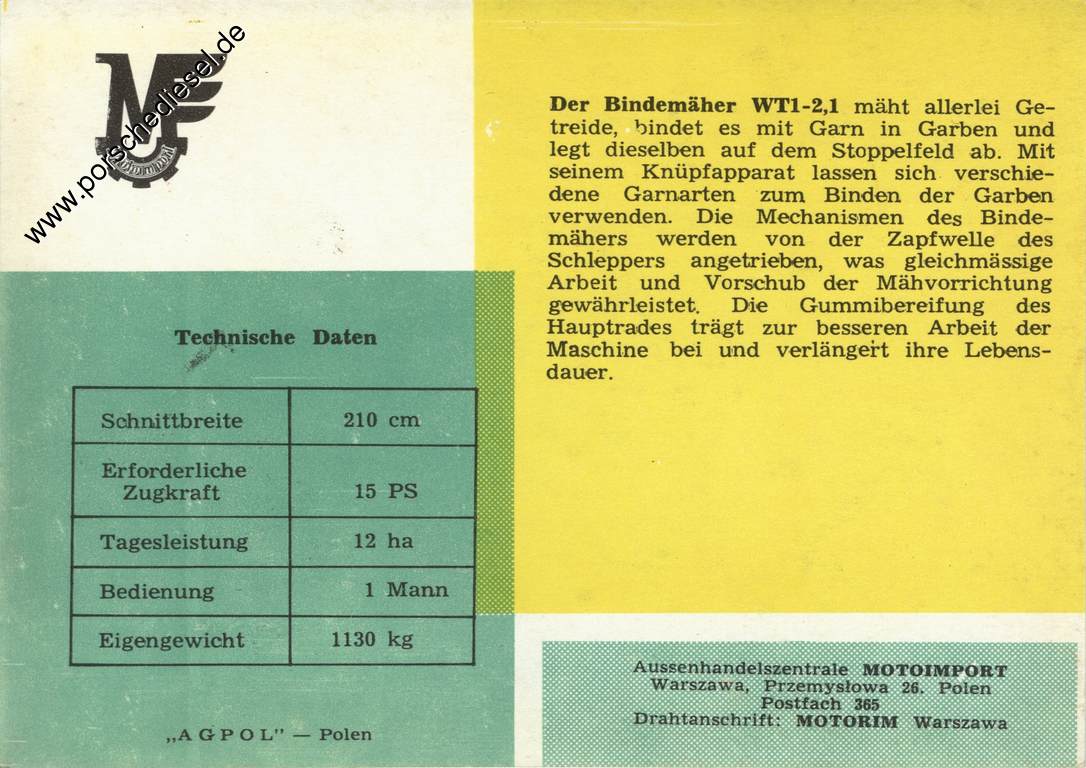 www.porschediesel.de
Der Bindemäher WT1-2,1 mäht allerlei Ge-
treide, bindet es mit Garn in Garben und
legt dieselben auf dem Stoppelfeld ab. Mit
seinem Knüpfapparat lassen sich verschie-
dene Garnarten zum Binden der Garben
verwenden. Die Mechanismen des Binde-
mähers werden von der Zapfwelle des
Schleppers angetrieben, was gleichmässige
Arbeit und Vorschub der Mähvorrichtung
gewährleistet. Die Gummibereifung des
Hauptrades trägt zur besseren Arbeit der
Maschine bei und verlängert ihre Lebens-
dauer.
Technische Daten
Schnittbreite 210 cm
Erforderliche
Zugkraft 15 PS
Tagesleistung 12 ha
Bedienung 1 Mann
Eigengewicht 1130 kg
„AGPOL” — Polen
Aussenhandelszentrale MOTOIMPORT
Warszawa, Przemysłowa 26. Polen
Postfach 365
Drahtanschrift: MOTORIM Warszawa